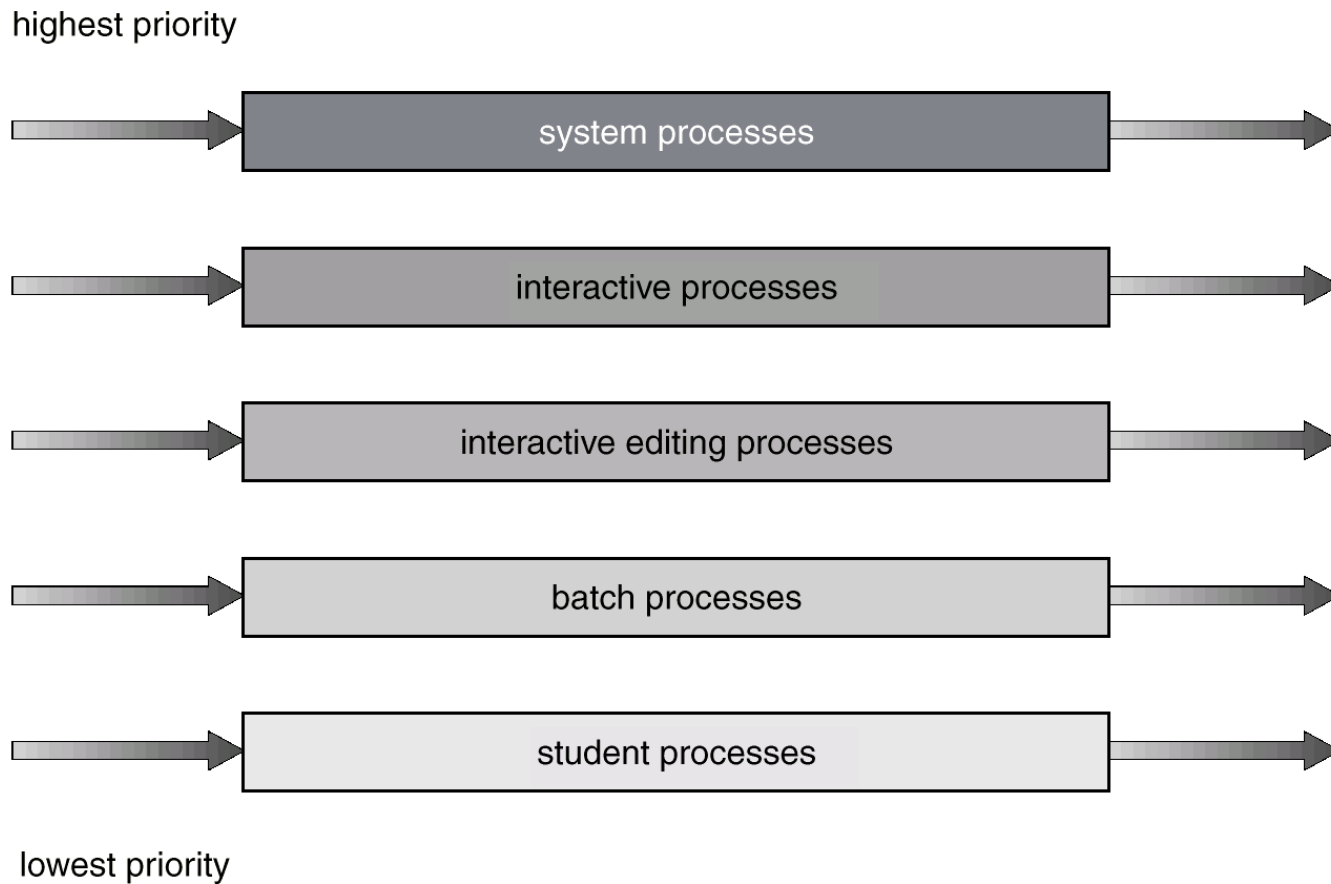 highest priority
system processes
interactive processes
interactive editing processes
batch processes
student processes
lowest priority